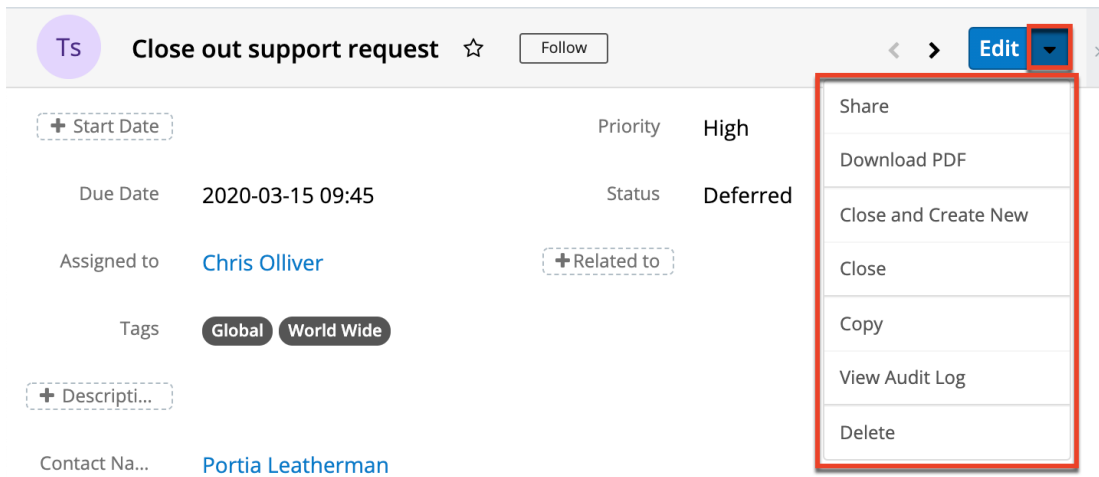 Ts Close out support request Follow Edit
Share
Start Date Priority High
Download PDF
Due Date 2020-03-15 09:45 Status Deferred
Close and Create New
Assigned to Chris Olliver Related to
Close
Tags Global World Wide
Copy
View Audit Log
Descripti...
Delete
Contact Na... Portia Leatherman